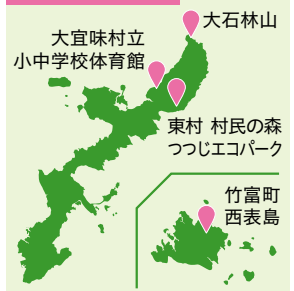 大石林山
大宜味村立
小中学校体育館
東村 村民の森
つつじエコパーク
竹富町
西表島